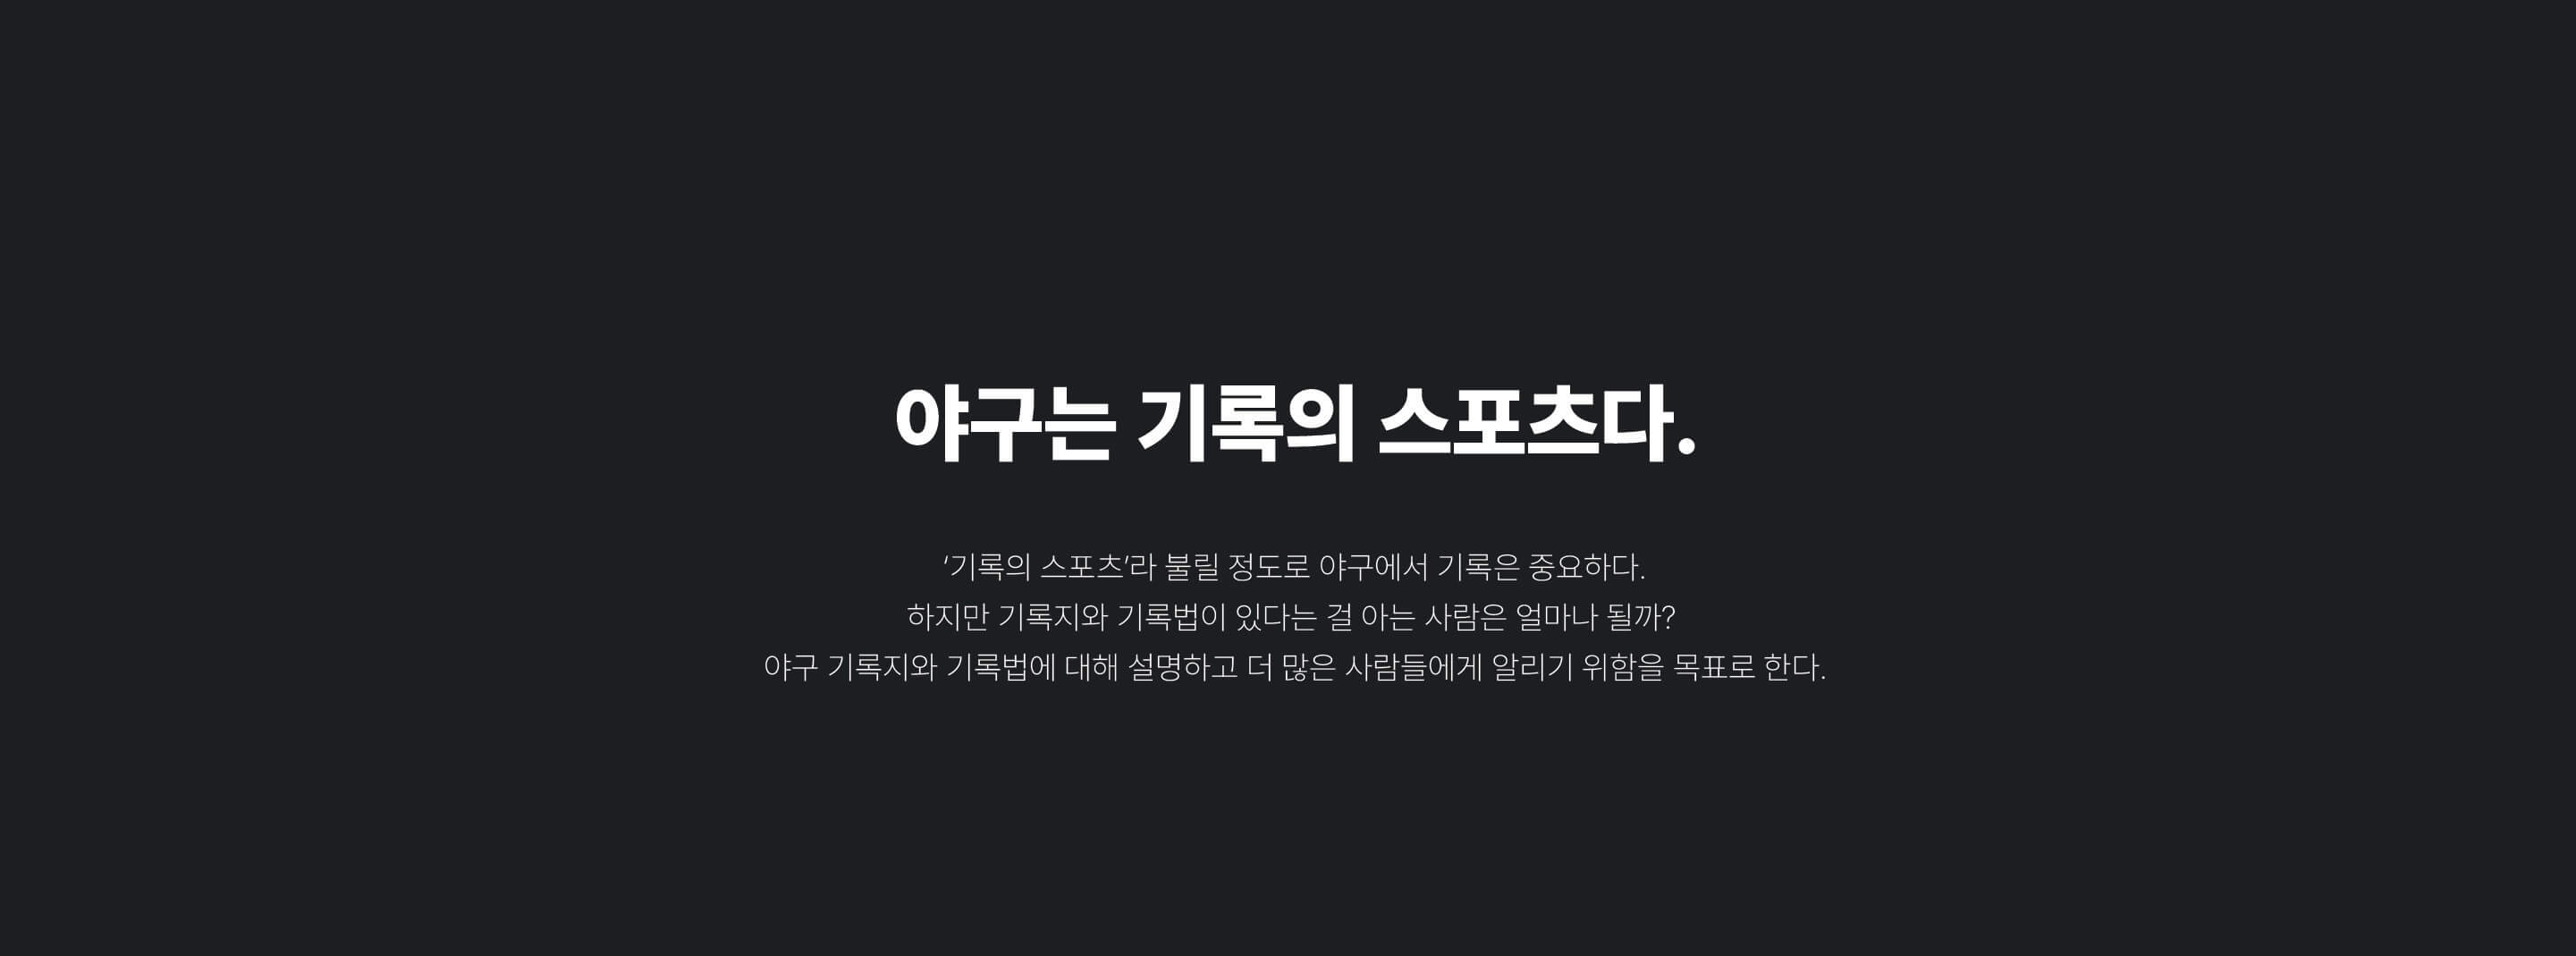 야구는 기록의 스포츠다.
‘기록의 스포츠’라 불릴 정도로 야구에서 기록은 중요하다.
하지만 기록지와 기록법이 있다는 걸 아는 사람은 얼마나 될까?
야구 기록지와 기록법에 대해 설명하고 더 많은 사람들에게 알리기 위함을 목표로 한다.